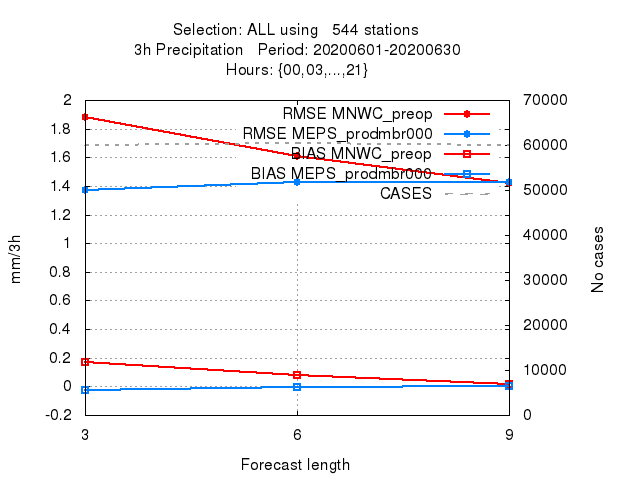 Selection: ALL using 544 stations
3h Precipitation Period: 20200601-20200630
Hours: {00,03,...,21}
RMSE MNWC_preop
RMSE MEPS_prodmbr000
BIAS MNWC_preop
BIAS MEPS_prodmbr000
CASES
2
1.8
1.6
1.4
1.2
1
0.8
0.6
0.4
0.2
0
-0.2
mm/3h
70000
60000
50000
40000
30000
20000
10000
0
No cases
3
6
9
Forecast length